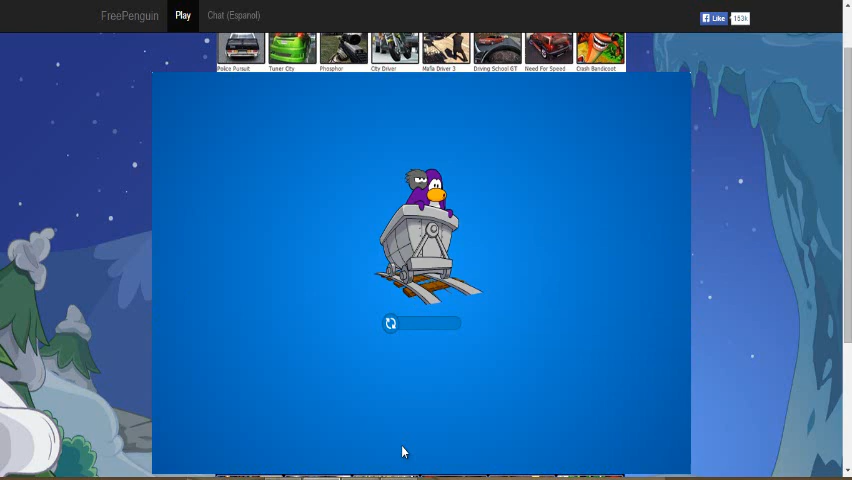 FreePenguin Play Chat (Espanol) Like 153k
Police Pursuit Tuner City Phosphor City Driver Mafia Driver 3 Driving School GT Need For Speed Crash Bandicoot